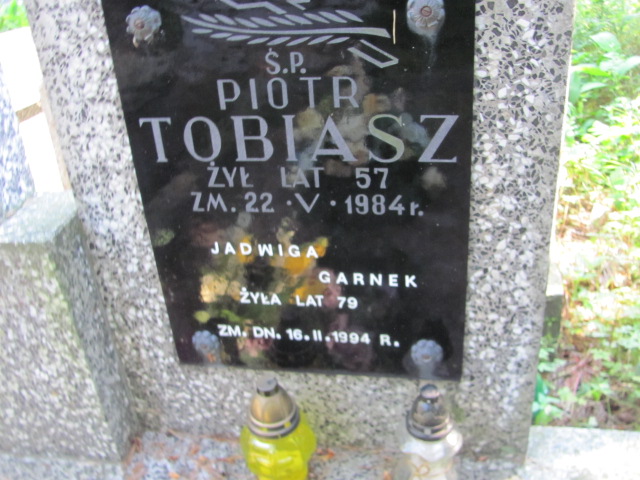 Ś.P.
PIOTR
TOBIASZ
ŻYŁ LAT 57
ZM. 22 · V · 1984 r.
JADWIGA
GARNEK
ŻYŁA LAT 79
ZM. DN. 16.II.1994 R.